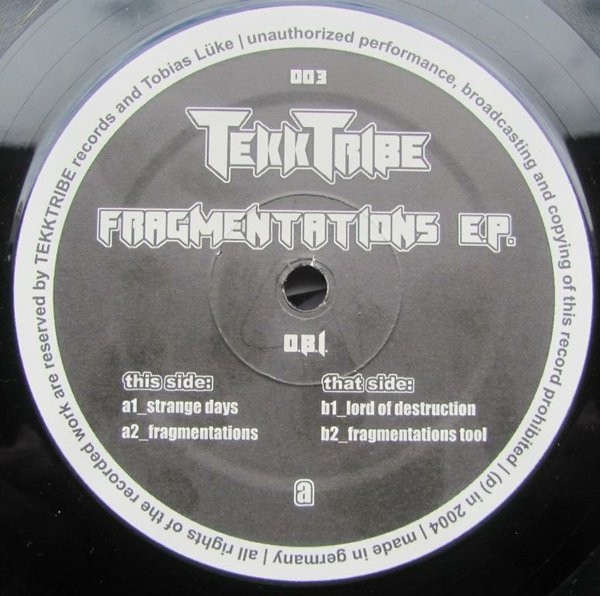 all rights of the recorded work are reserved by TEKKTRIBE records and Tobias Lüke | unauthorized performance, broadcasting and copying of this record prohibited | (p) in 2004 | made in germany |
003
TEKKTRIBE
FRAGMENTATIONS E.P.
O.B.I.
this side:
a1_strange days
a2_fragmentations
that side:
b1_lord of destruction
b2_fragmentations tool
a